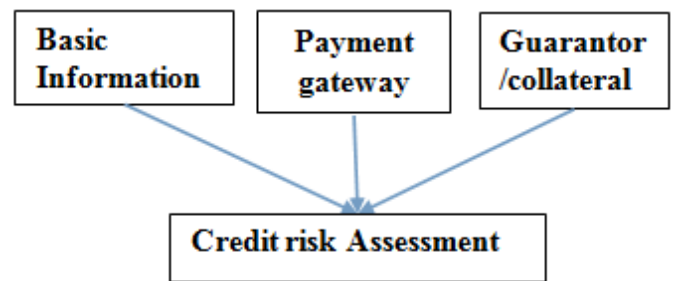 Basic
Information
Payment
gateway
Guarantor
/collateral
Credit risk Assessment